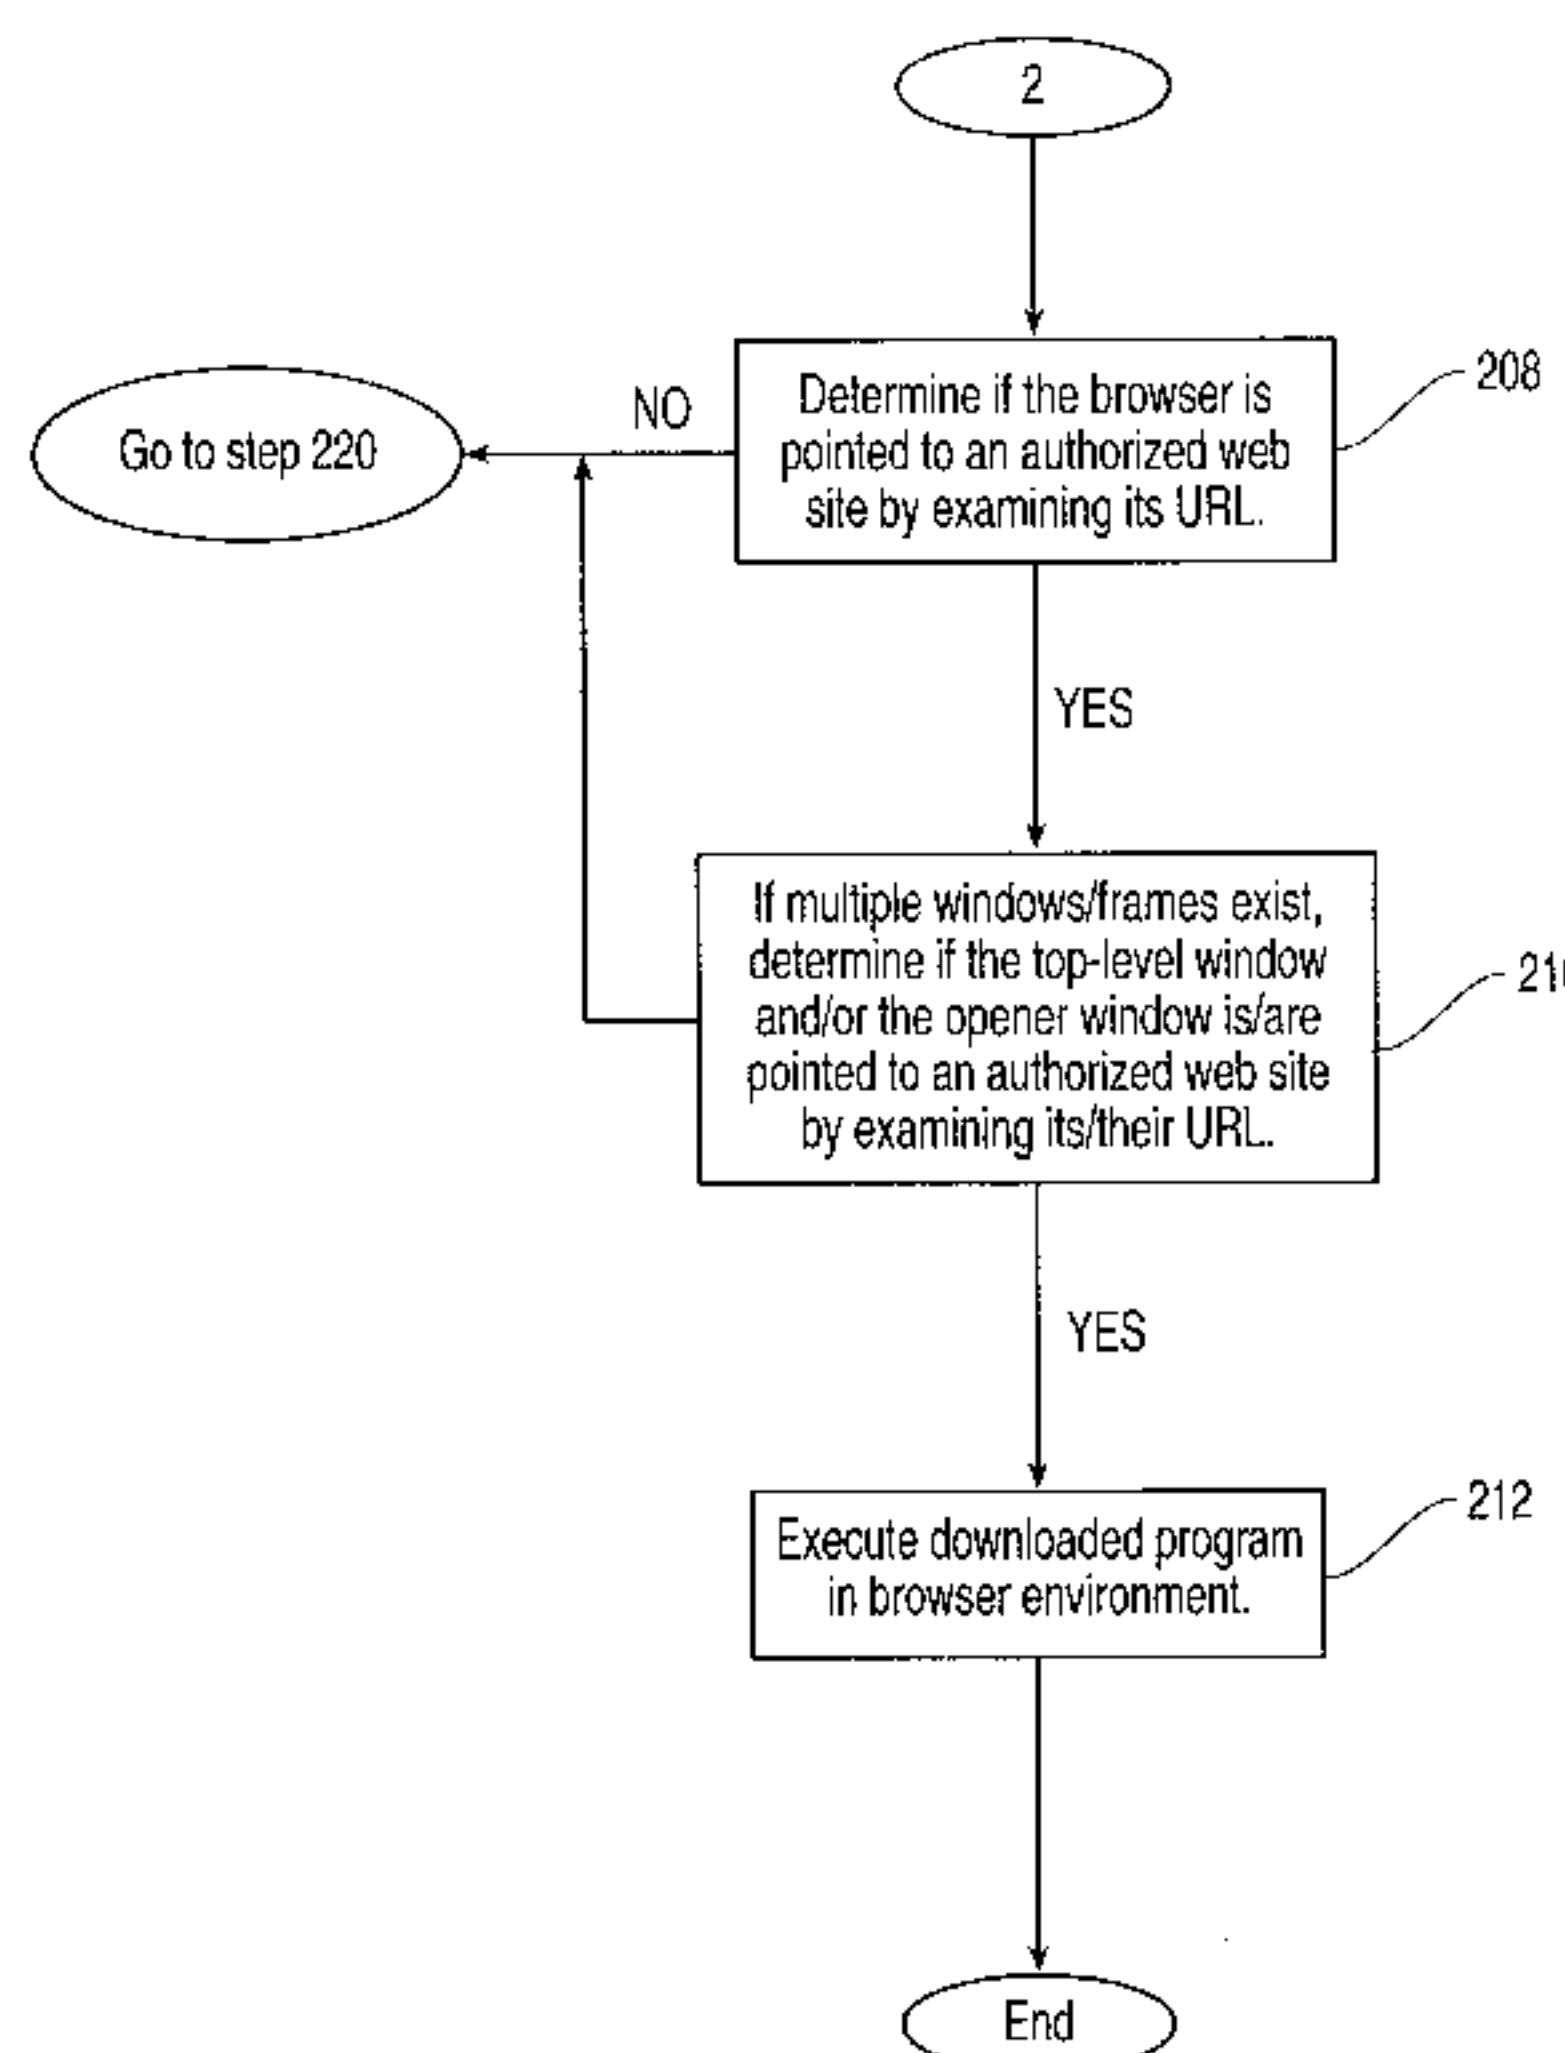 2
Determine if the browser is
pointed to an authorized web
site by examining its URL.
208
NO
Go to step 220
YES
If multiple windows/frames exist,
determine if the top-level window
and/or the opener window is/are
pointed to an authorized web site
by examining its/their URL.
YES
Execute downloaded program
in browser environment.
212
End